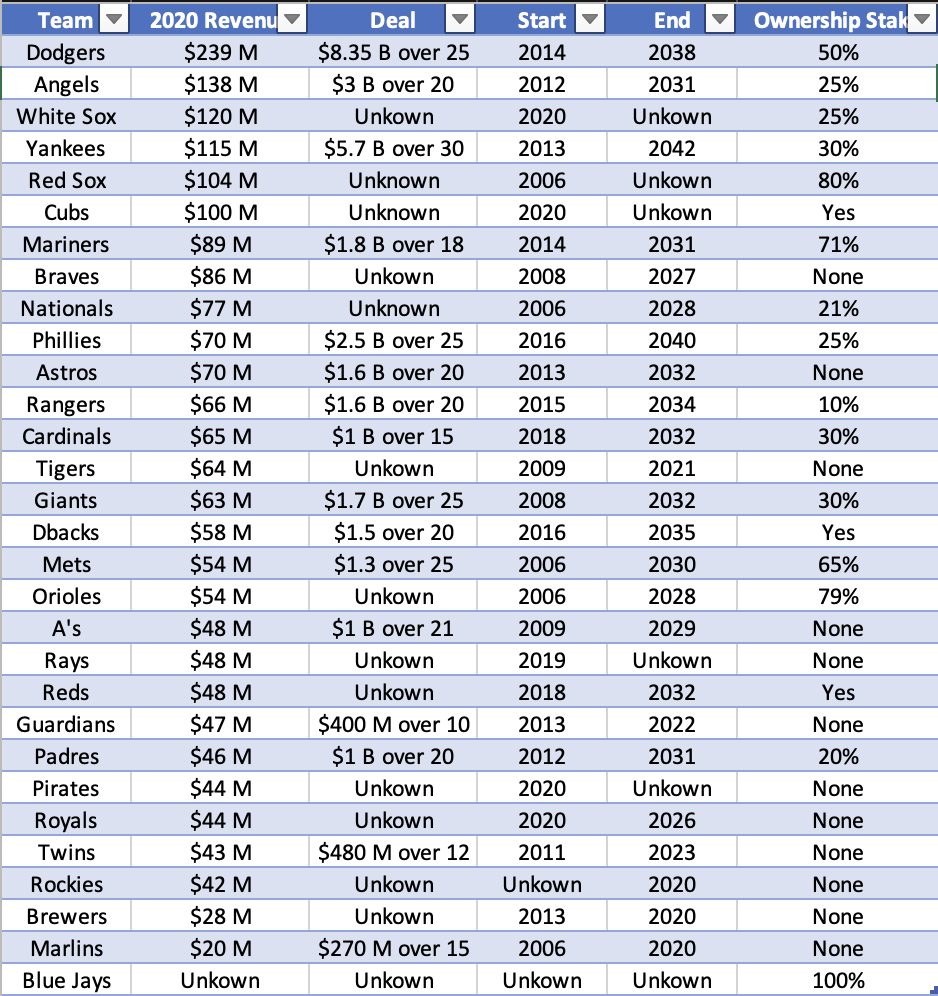 Team 2020 Revenu Deal Start End Ownership Stak
Dodgers $239 M $8.35 B over 25 2014 2038 50%
Angels $138 M $3 B over 20 2012 2031 25%
White Sox $120 M Unkown 2020 Unkown 25%
Yankees $115 M $5.7 B over 30 2013 2042 30%
Red Sox $104 M Unknown 2006 Unkown 80%
Cubs $100 M Unknown 2020 Unkown Yes
Mariners $89 M $1.8 B over 18 2014 2031 71%
Braves $86 M Unkown 2008 2027 None
Nationals $77 M Unknown 2006 2028 21%
Phillies $70 M $2.5 B over 25 2016 2040 25%
Astros $70 M $1.6 B over 20 2013 2032 None
Rangers $66 M $1.6 B over 20 2015 2034 10%
Cardinals $65 M $1 B over 15 2018 2032 30%
Tigers $64 M Unkown 2009 2021 None
Giants $63 M $1.7 B over 25 2008 2032 30%
Dbacks $58 M $1.5 over 20 2016 2035 Yes
Mets $54 M $1.3 over 25 2006 2030 65%
Orioles $54 M Unkown 2006 2028 79%
A's $48 M $1 B over 21 2009 2029 None
Rays $48 M Unkown 2019 Unkown None
Reds $48 M Unkown 2018 2032 Yes
Guardians $47 M $400 M over 10 2013 2022 None
Padres $46 M $1 B over 20 2012 2031 20%
Pirates $44 M Unkown 2020 Unkown None
Royals $44 M Unkown 2020 2026 None
Twins $43 M $480 M over 12 2011 2023 None
Rockies $42 M Unkown Unkown 2020 None
Brewers $28 M Unkown 2013 2020 None
Marlins $20 M $270 M over 15 2006 2020 None
Blue Jays Unkown Unkown Unkown Unkown 100%